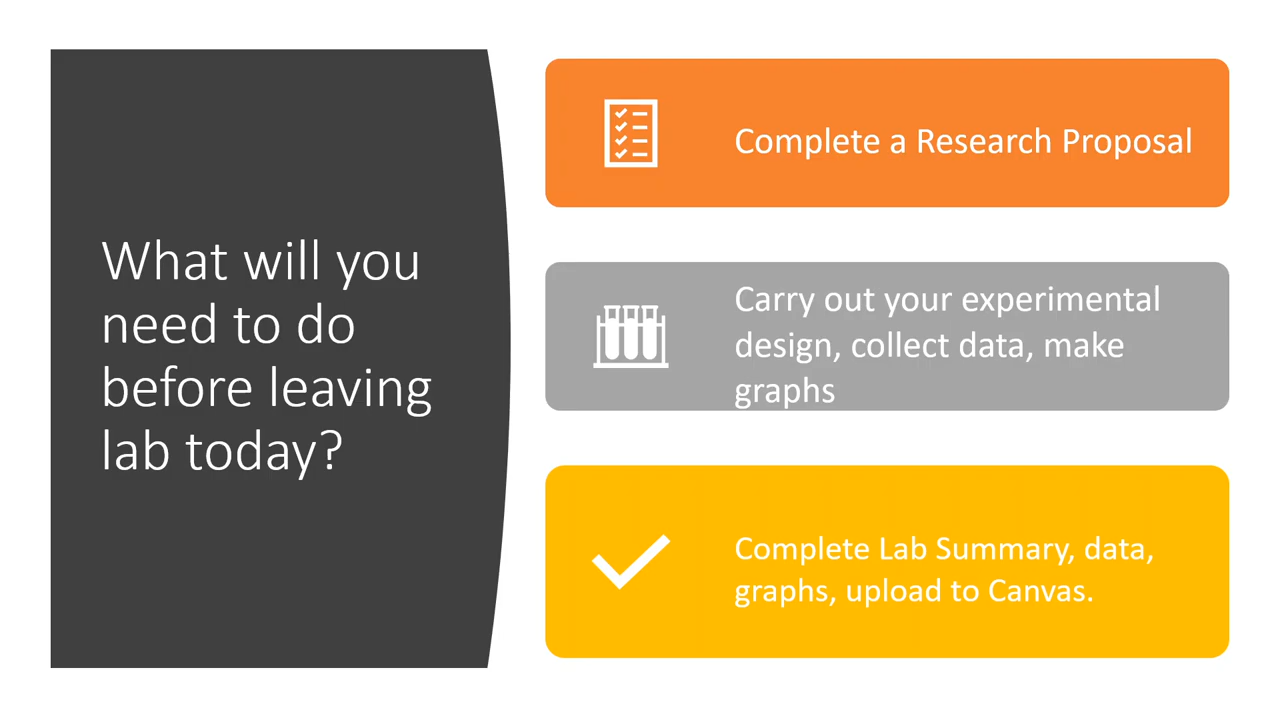 What will you
need to do
before leaving
lab today?
Complete a Research Proposal
Carry out your experimental
design, collect data, make
graphs
Complete Lab Summary, data,
graphs, upload to Canvas.